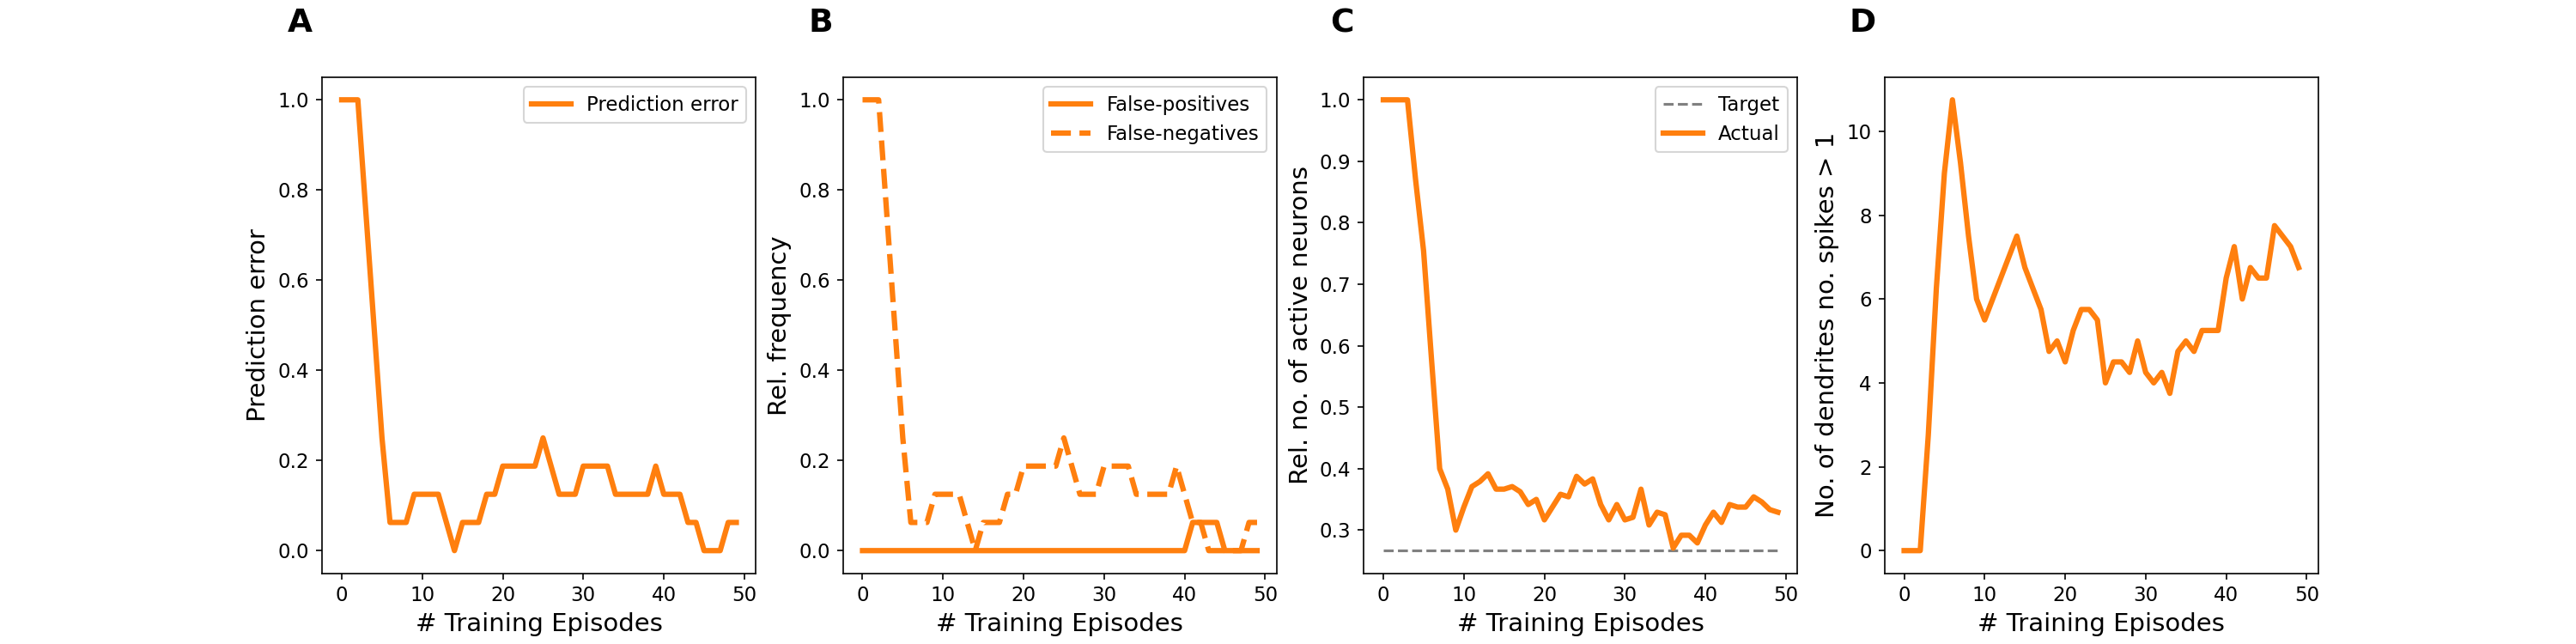 A
B
C
D
Prediction error
1.0
0.8
0.6
0.4
0.2
0.0
Prediction error
0
10
20
30
40
50
# Training Episodes
Rel. frequency
1.0
0.8
0.6
0.4
0.2
0.0
False-positives
False-negatives
0
10
20
30
40
50
# Training Episodes
Rel. no. of active neurons
1.0
0.9
0.8
0.7
0.6
0.5
0.4
0.3
Target
Actual
0
10
20
30
40
50
# Training Episodes
No. of dendrites no. spikes > 1
10
8
6
4
2
0
0
10
20
30
40
50
# Training Episodes